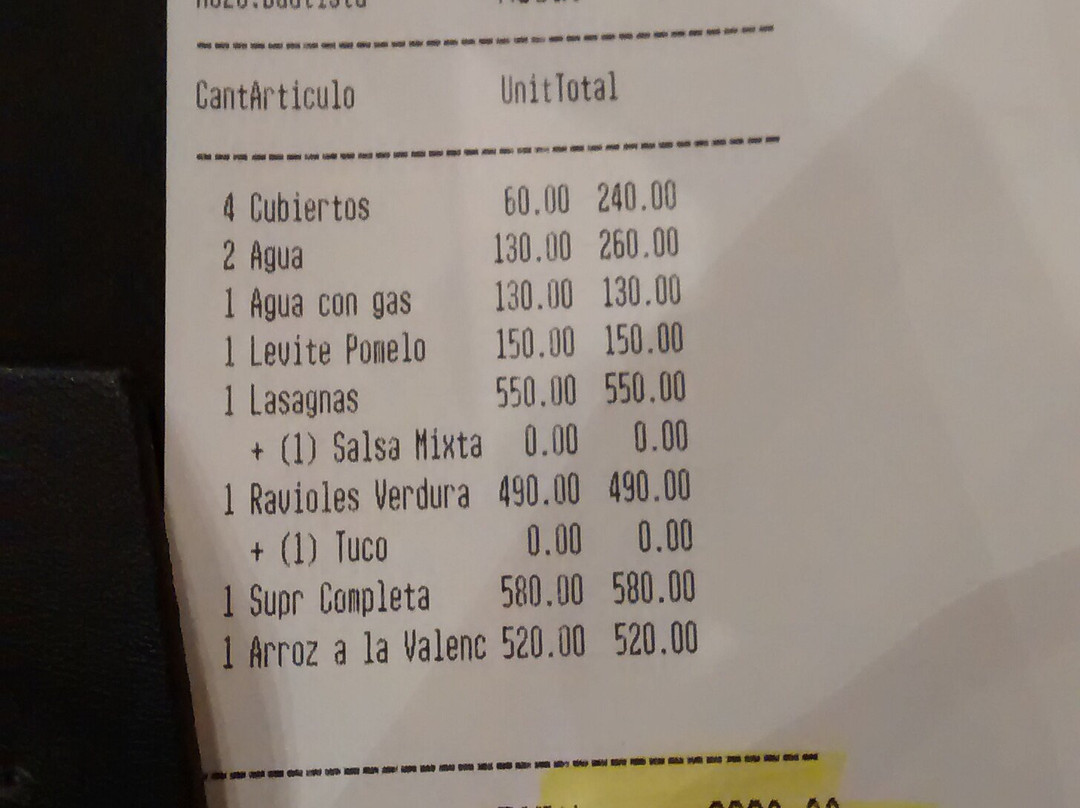 CantArticulo UnitTotal
4 Cubiertos 60.00 240.00
2 Agua 130.00 260.00
1 Agua con gas 130.00 130.00
1 Levite Pomelo 150.00 150.00
1 Lasagnas 550.00 550.00
+ (1) Salsa Mixta 0.00 0.00
1 Ravioles Verdura 490.00 490.00
+ (1) Tuco 0.00 0.00
1 Supr Completa 580.00 580.00
1 Arroz a la Valenc 520.00 520.00